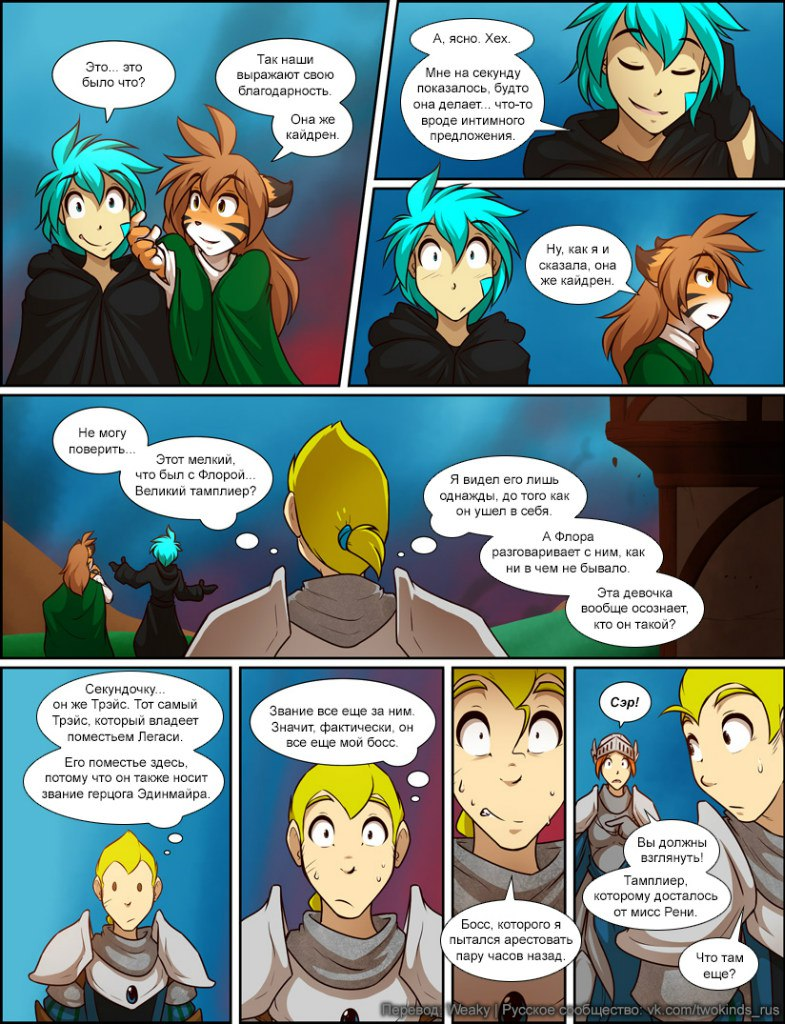 Это... это
было что?
Так наши
выражают свою
благодарность.
Она же
кайдрен.
А, ясно. Хех.
Мне на секунду
показалось, будто
она делает... что-то
вроде интимного
предложения.
Ну, как я и
сказала, она
же кайдрен.
Не могу
поверить...
Этот мелкий,
что был с Флорой...
Великий тамплиер?
Я видел его лишь
однажды, до того как
он ушел в себя.
А Флора
разговаривает с ним, как
ни в чем не бывало.
Эта девочка
вообще осознает,
кто он такой?
Секундочку...
он же Трэйс. Тот самый
Трэйс, который владеет
поместьем Легаси.
Его поместье здесь,
потому что он также носит
звание герцога Эдинмайра.
Звание все еще за ним.
Значит, фактически, он
все еще мой босс.
Босс, которого я
пытался арестовать
пару часов назад.
Сэр!
Вы должны
взглянуть!
Тамплиер,
которому досталось
от мисс Рени.
Что там
еще?
Перевод: Weaky | Русское сообщество: vk.com/twokinds_rus